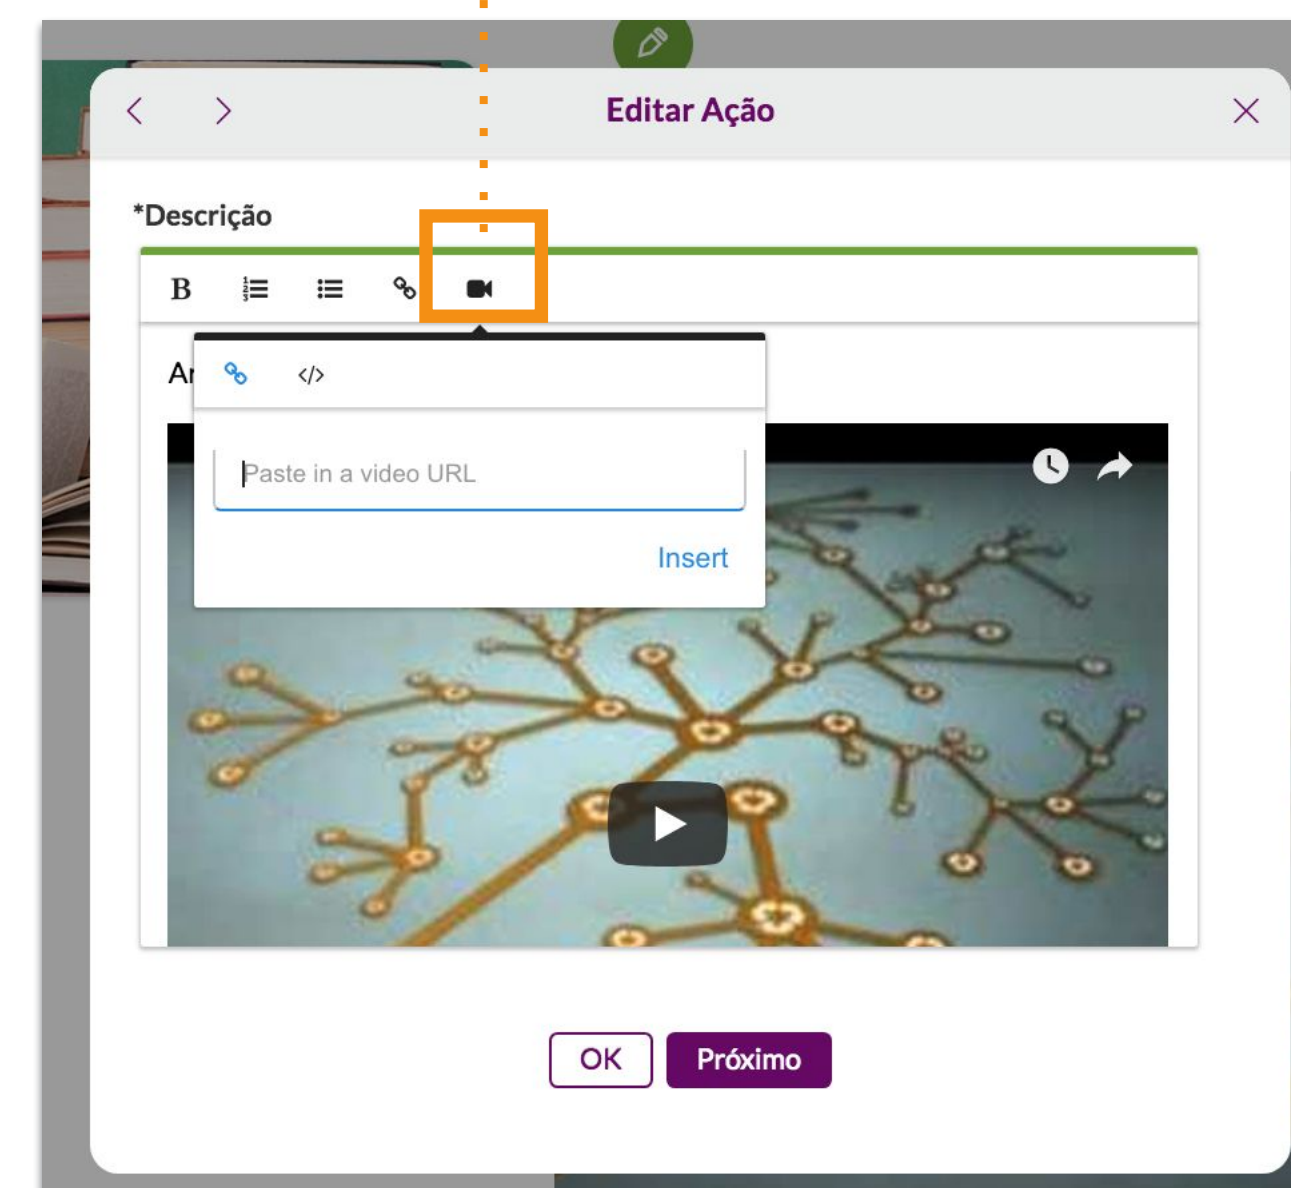 Editar Ação
*Descrição
B
</>
Paste in a video URL
Insert
OK Próximo